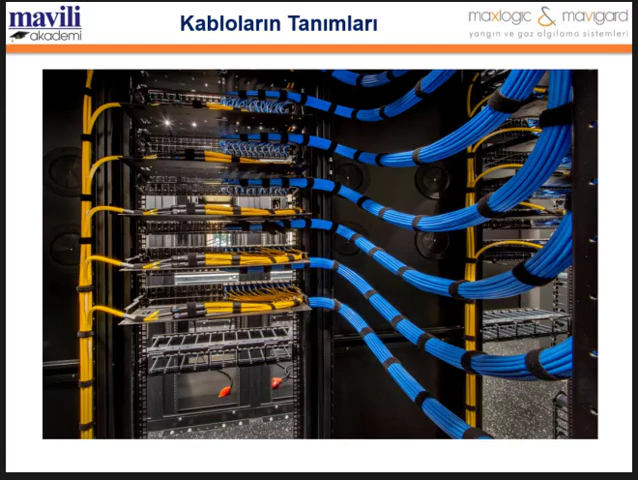 mavili
akademi
Kabloların Tanımları
maxlogic & mavigard
yangın ve gaz algılama sistemleri